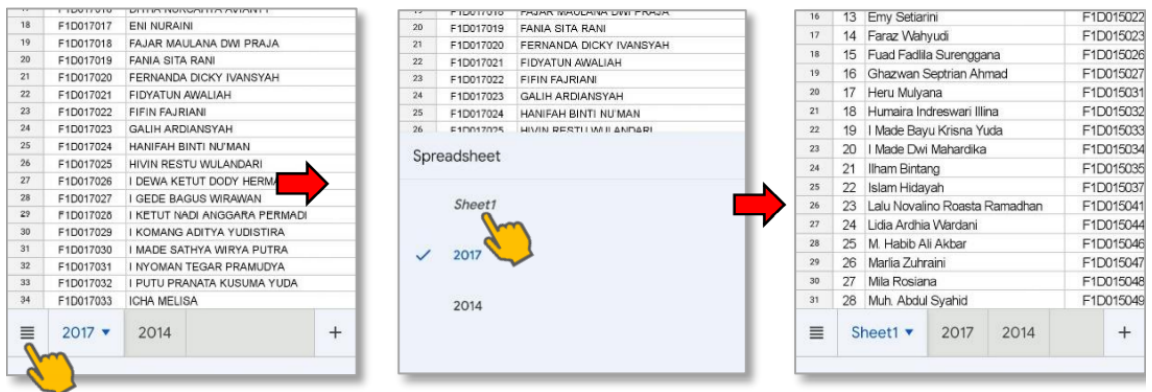 18 F1D017017 ENI NURAINI
19 F1D017018 FAJAR MAULANA DWI PRAJA
20 F1D017019 FANIA SITA RANI
21 F1D017020 FERNANDA DICKY IVANSYAH
22 F1D017021 FIDYATUN AWALIAH
23 F1D017022 FIFIN FAJRIANI
24 F1D017023 GALIH ARDIANSYAH
25 F1D017024 HANIFAH BINTI NU'MAN
26 F1D017025 HIVIN RESTU WULANDARI
27 F1D017026 I DEWA KETUT DODY
28 F1D017027 I GEDE BAGUS WIRAWAN
29 F1D017028 I KETUT NADI ANGGARA PERMADI
30 F1D017029 I KOMANG ADITYA YUDISTIRA
31 F1D017030 I MADE SATHYA WIRYA PUTRA
32 F1D017031 I NYOMAN TEGAR PRAMUDYA
33 F1D017032 I PUTU PRANATA KUSUMA YUDA
34 F1D017033 ICHA MELISA
2017 2014 +
20 F1D017019 FANIA SITA RANI
21 F1D017020 FERNANDA DICKY IVANSYAH
22 F1D017021 FIDYATUN AWALIAH
23 F1D017022 FIFIN FAJRIANI
24 F1D017023 GALIH ARDIANSYAH
25 F1D017024 HANIFAH BINTI NU'MAN
26 F1D017025 HIVIN RESTU WULANDARI
Spreadsheet
Sheet1
2017
2014
16 13 Emy Setiarini F1D015022
17 14 Faraz Wahyudi F1D015023
18 15 Fuad Fadlila Surenggana F1D015026
19 16 Ghazwan Septrian Ahmad F1D015027
20 17 Heru Mulyana F1D015031
21 18 Humaira Indreswari Illina F1D015032
22 19 I Made Bayu Krisna Yuda F1D015033
23 20 I Made Dwi Mahardika F1D015034
24 21 Ilham Bintang F1D015035
25 22 Islam Hidayah F1D015037
26 23 Lalu Novalino Roasta Ramadhan F1D015041
27 24 Lidia Ardhia Wardani F1D015044
28 25 M. Habib Ali Akbar F1D015046
29 26 Marlia Zuhraini F1D015047
30 27 Mila Rosiana F1D015048
31 28 Muh. Abdul Syahid F1D015049
Sheet1 2017 2014 +